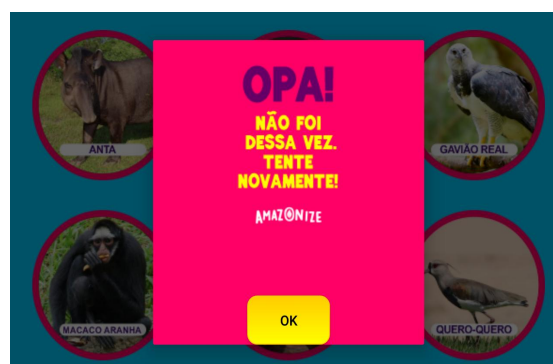 OPA!
NÃO FOI
DESSA VEZ.
TENTE
NOVAMENTE!
AMAZONIZE
OK
ANTA
GAVIÃO REAL
MACACO ARANHA
QUERO-QUERO